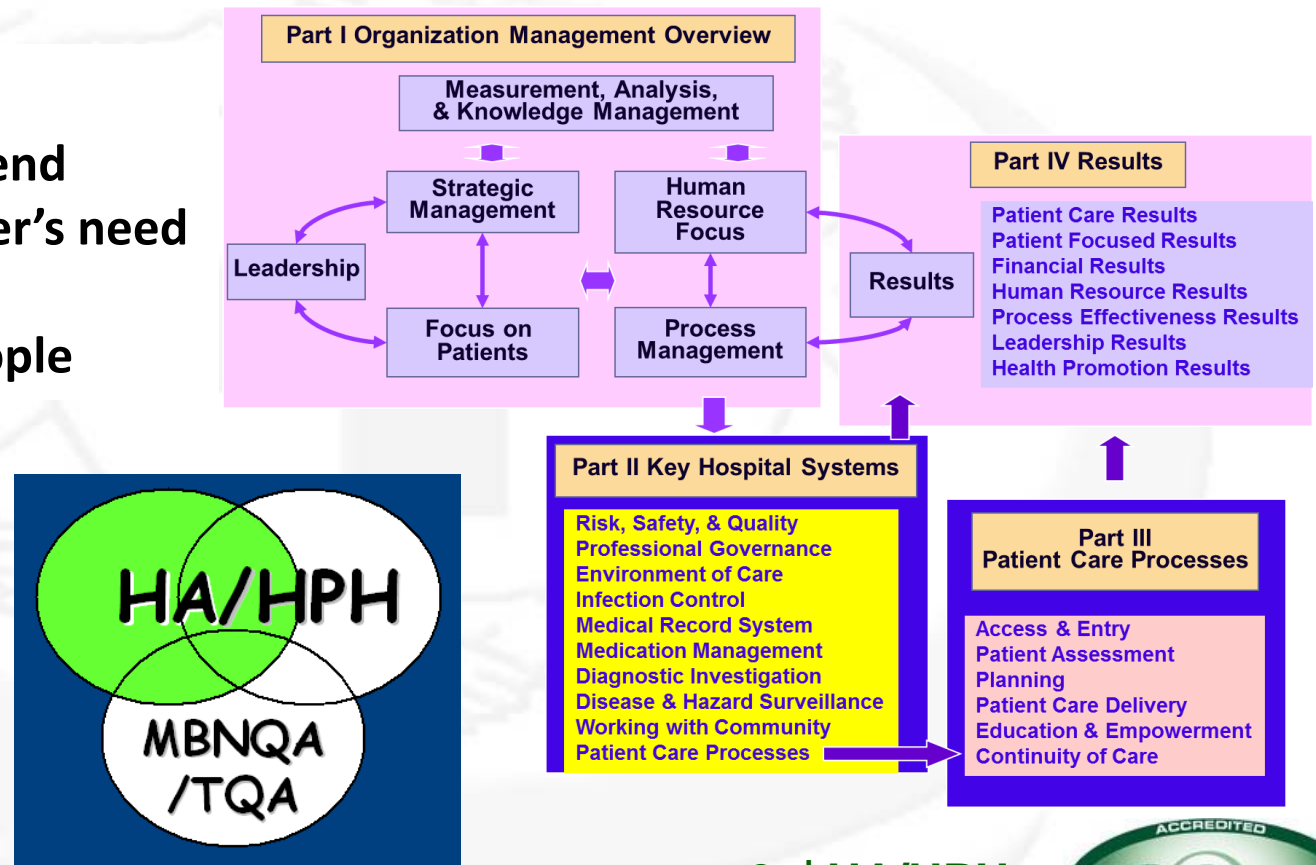 end
er’s need
ople
Part I Organization Management Overview
Measurement, Analysis,
& Knowledge Management
Strategic
Management
Human
Resource
Focus
Leadership
Results
Focus on
Patients
Process
Management
Part IV Results
Patient Care Results
Patient Focused Results
Financial Results
Human Resource Results
Process Effectiveness Results
Leadership Results
Health Promotion Results
Part II Key Hospital Systems
Risk, Safety, & Quality
Professional Governance
Environment of Care
Infection Control
Medical Record System
Medication Management
Diagnostic Investigation
Disease & Hazard Surveillance
Working with Community
Patient Care Processes
Part III
Patient Care Processes
Access & Entry
Patient Assessment
Planning
Patient Care Delivery
Education & Empowerment
Continuity of Care
HA/HPH
MBNQA
/TQA
HA/HPH
ACCREDITED